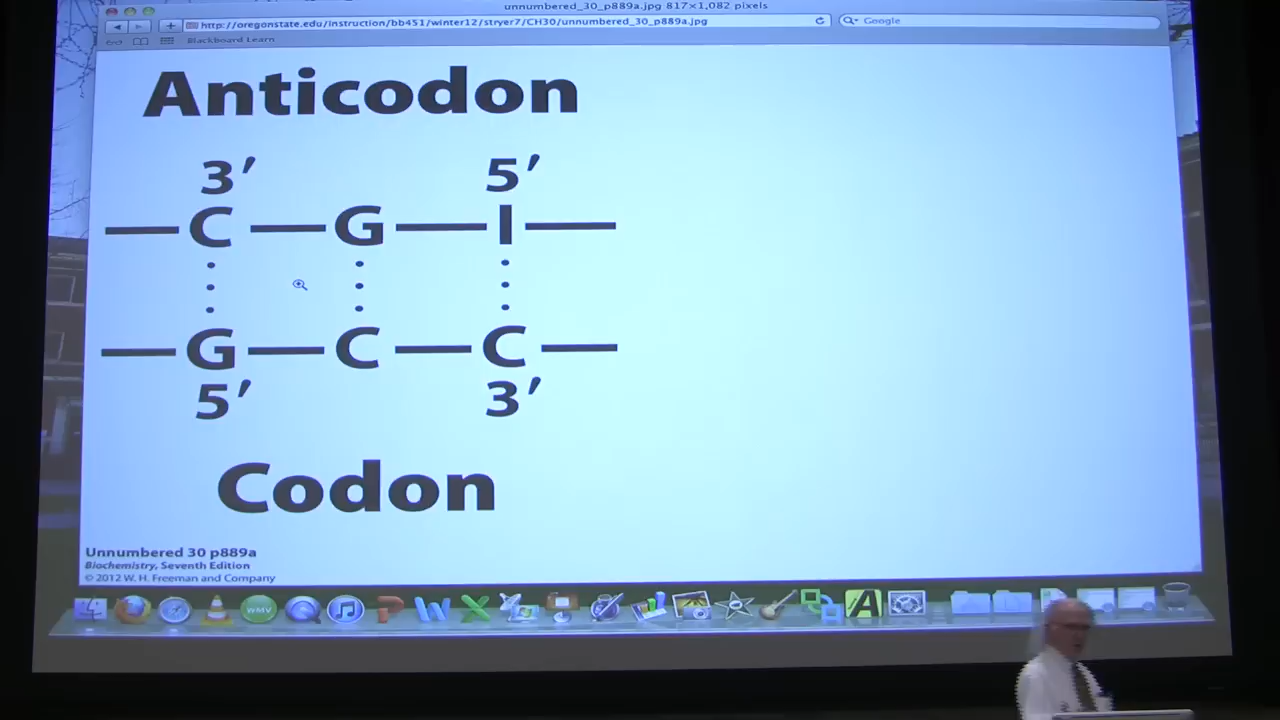 unnumbered_30_p889a.jpg 817×1,082 pixels
http://oregonstate.edu/instruction/bb451/winter12/stryer7/CH30/unnumbered_30_p889a.jpg
Google
Blackboard Learn
Anticodon
3′ 5′
C G I
G C C
5′ 3′
Codon
Unnumbered 30 p889a
Biochemistry, Seventh Edition
© 2012 W. H. Freeman and Company
WMV
P W X
A